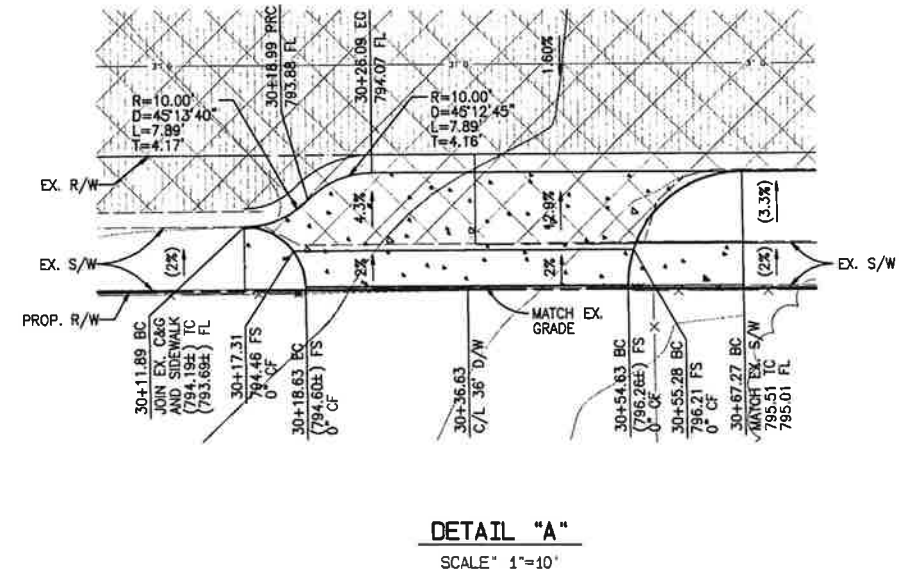 30+18.99 PRC
793.88 FL
30+26.09 EC
794.07 FL
1.60%
R=10.00'
D=45°13'40"
L=7.89'
T=4.17'
R=10.00'
D=45°12'45"
L=7.89'
T=4.16'
EX. R/W
4.3%
12.9%
(3.3%)
EX. S/W
(2%)
2%
2%
(2%)
EX. S/W
PROP. R/W
MATCH EX.
GRADE
30+11.89 BC
JOIN EX. C&G
AND SIDEWALK
(794.19±) TC
(793.69±) FL
30+17.31
794.46 FS
0" CF
30+18.63 EC
(794.60±) FS
0" CF
30+36.63
C/L 36' D/W
30+54.63 BC
(796.26±) FS
0" CF
30+55.28 BC
796.21 FS
0" CF
30+67.27 BC
MATCH EX. S/W
795.51 TC
795.01 FL
DETAIL "A"
SCALE" 1"=10'